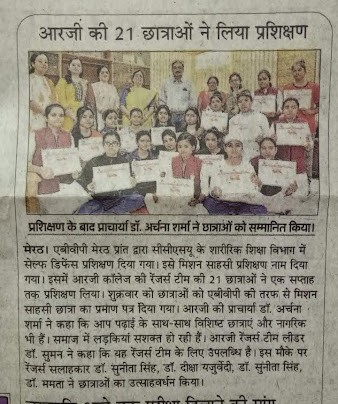 आरजी की 21 छात्राओं ने लिया प्रशिक्षण
प्रशिक्षण के बाद प्राचार्या डॉ. अर्चना शर्मा ने छात्राओं को सम्मानित किया।
मेरठ। एबीवीपी मेरठ प्रांत द्वारा सीसीएसयू के शारीरिक शिक्षा विभाग में
सेल्फ डिफेंस प्रशिक्षण दिया गया। इसे मिशन साहसी प्रशिक्षण नाम दिया
गया। इसमें आरजी कॉलेज की रेंजर्स टीम की 21 छात्राओं ने एक सप्ताह
तक प्रशिक्षण लिया। शुक्रवार को छात्राओं को एबीवीपी की तरफ से मिशन
साहसी छात्रा का प्रमाण पत्र दिया गया। आरजी की प्राचार्या डॉ. अर्चना
शर्मा ने कहा कि आप पढ़ाई के साथ-साथ विशिष्ट छात्राएं और नागरिक
भी हैं। समाज में लड़कियां सशक्त हो रही हैं। आरजी रेंजर्स टीम लीडर
डॉ. सुमन ने कहा कि यह रेंजर्स टीम के लिए उपलब्धि है। इस मौके पर
रेंजर्स सलाहकार डॉ. सुनीता सिंह, डॉ. दीक्षा यजुर्वेदी, डॉ. सुनीता सिंह,
डॉ. ममता ने छात्राओं का उत्साहवर्धन किया।